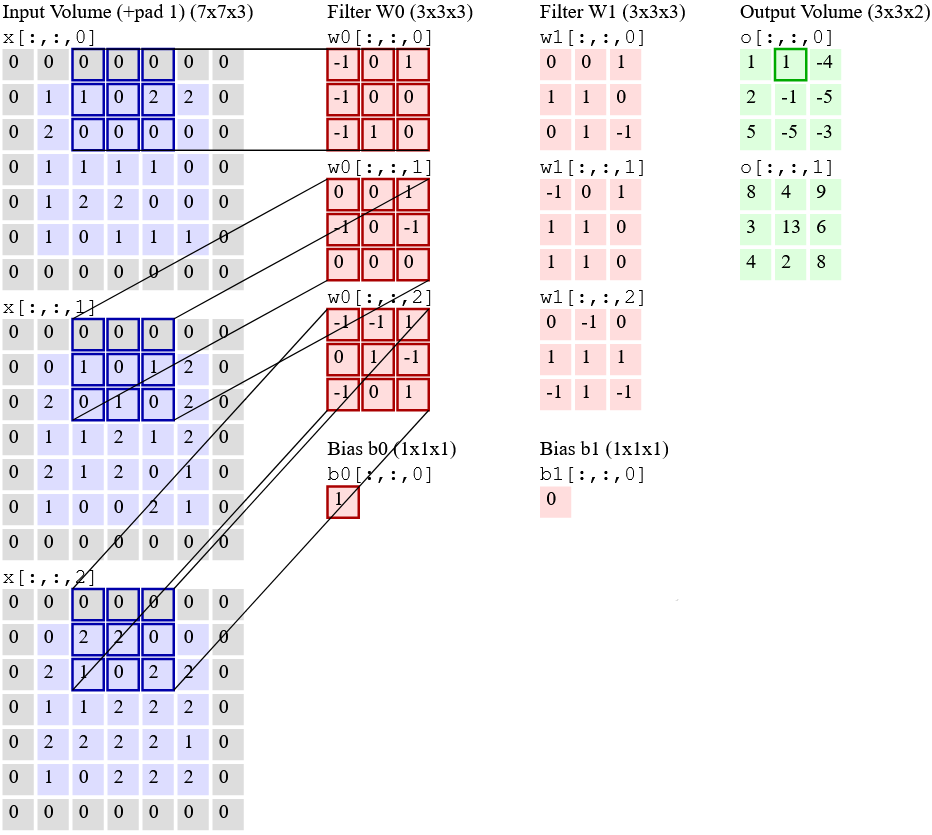 Input Volume (+pad 1) (7x7x3)
x[:,:,0]
0 0 0 0 0 0 0
0 1 1 0 2 2 0
0 2 0 0 0 0 0
0 1 1 1 1 0 0
0 1 2 2 0 0 0
0 1 0 1 1 1 0
0 0 0 0 0 0 0
x[:,:,1]
0 0 0 0 0 0 0
0 0 1 0 1 2 0
0 2 0 1 0 2 0
0 1 1 2 1 2 0
0 2 1 2 0 1 0
0 1 0 0 2 1 0
0 0 0 0 0 0 0
x[:,:,2]
0 0 0 0 0 0 0
0 0 2 2 0 0 0
0 2 1 0 2 2 0
0 1 1 2 2 2 0
0 2 2 2 2 1 0
0 1 0 2 2 2 0
0 0 0 0 0 0 0
Filter W0 (3x3x3)
w0[:,:,0]
-1 0 1
-1 0 0
-1 1 0
w0[:,:,1]
0 0 1
-1 0 -1
0 0 0
w0[:,:,2]
-1 -1 1
0 1 -1
-1 0 1
Bias b0 (1x1x1)
b0[:,:,0]
1
Filter W1 (3x3x3)
w1[:,:,0]
0 0 1
1 1 0
0 1 -1
w1[:,:,1]
-1 0 1
1 1 0
1 1 0
w1[:,:,2]
0 -1 0
1 1 1
-1 1 -1
Bias b1 (1x1x1)
b1[:,:,0]
0
Output Volume (3x3x2)
o[:,:,0]
1 1 -4
2 -1 -5
5 -5 -3
o[:,:,1]
8 4 9
3 13 6
4 2 8